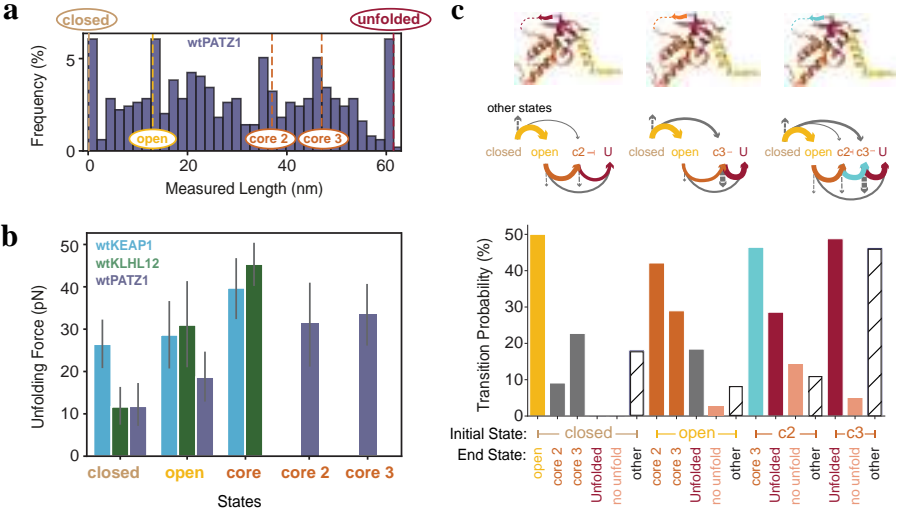 a
closed
unfolded
wtPATZ1
Frequency (%)
5
0
open
core 2
core 3
0
20
40
60
Measured Length (nm)
b
wtKEAP1
wtKLHL12
wtPATZ1
Unfolding Force (pN)
50
40
30
20
10
0
closed
open
core
core 2
core 3
States
c
other states
closed open c2 U
closed open c3 U
closed open c2 c3 U
Transition Probability (%)
50
40
30
20
10
0
Initial State:
closed
open
c2
c3
End State:
open
core 2
core 3
Unfolded
no unfold
other
core 2
core 3
Unfolded
no unfold
other
core 3
Unfolded
no unfold
other
Unfolded
no unfold
other